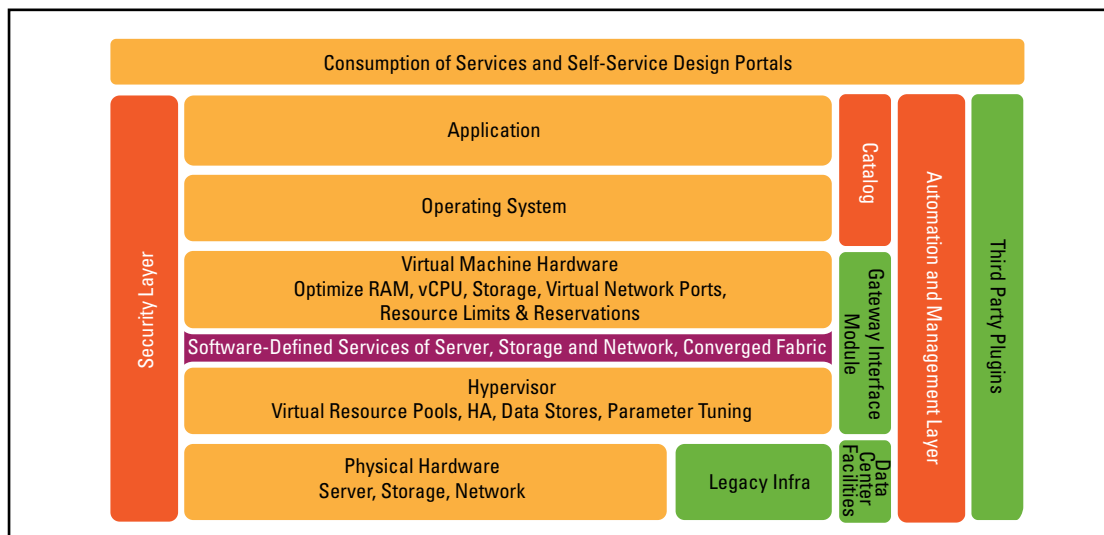 Consumption of Services and Self-Service Design Portals
Security Layer
Application
Operating System
Virtual Machine Hardware
Optimize RAM, vCPU, Storage, Virtual Network Ports,
Resource Limits & Reservations
Software-Defined Services of Server, Storage and Network, Converged Fabric
Hypervisor
Virtual Resource Pools, HA, Data Stores, Parameter Tuning
Physical Hardware
Server, Storage, Network
Legacy Infra
Catalog
Gateway Interface
Module
Data
Center
Facilities
Automation and Management Layer
Third Party Plugins